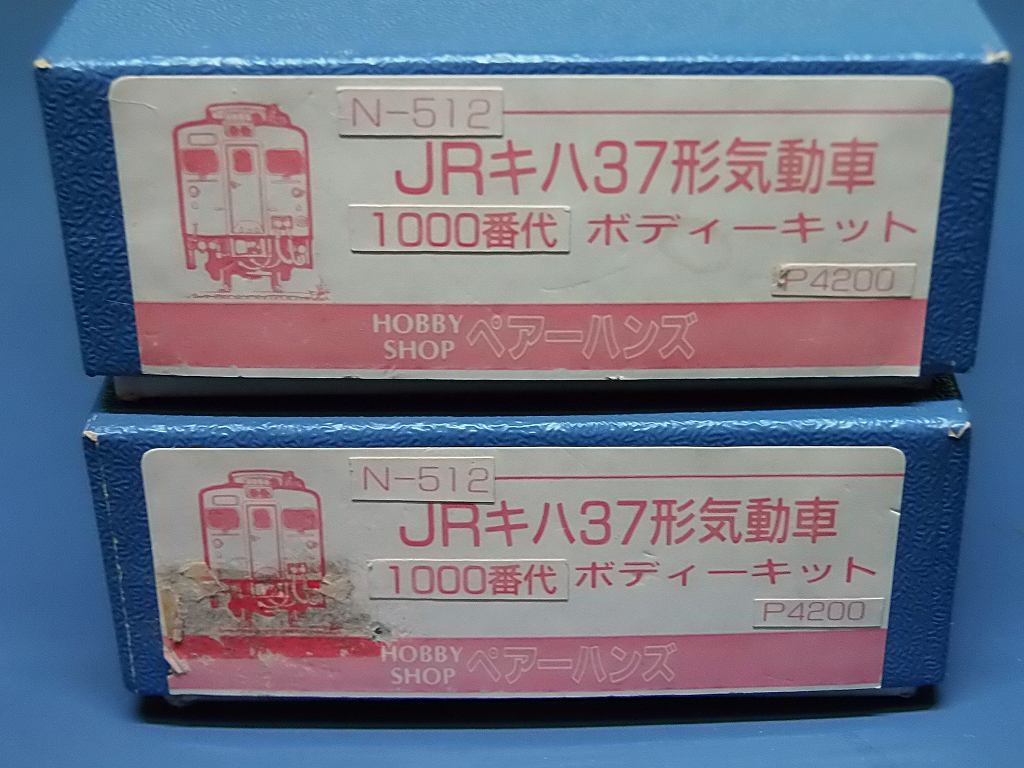 N-512
JRキハ37形気動車
1000番代 ボディーキット
P4200
HOBBY
SHOP ペアーハンズ
N-512
JRキハ37形気動車
1000番代 ボディーキット
P4200
HOBBY
SHOP ペアーハンズ